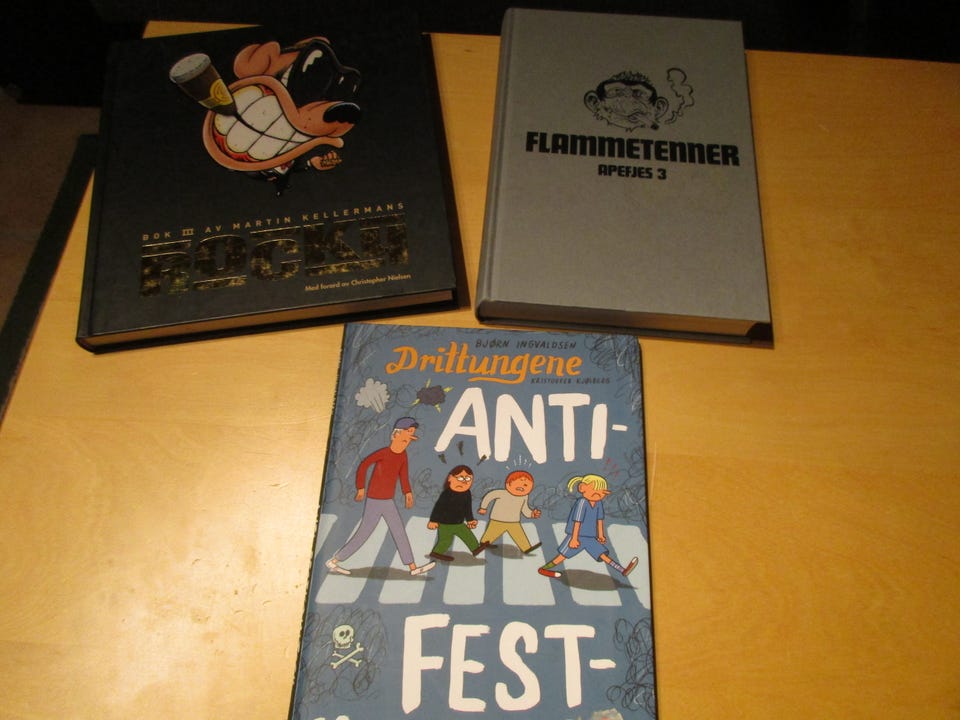 BOK III AV MARTIN KELLERMANS
ROCKY
Med forord av Christopher Nielsen
FLAMMETENNER
APEFJES 3
BJØRN INGVALDSEN
Drittungene
KRISTOFFER KJØLBERG
ANTI-
FEST-